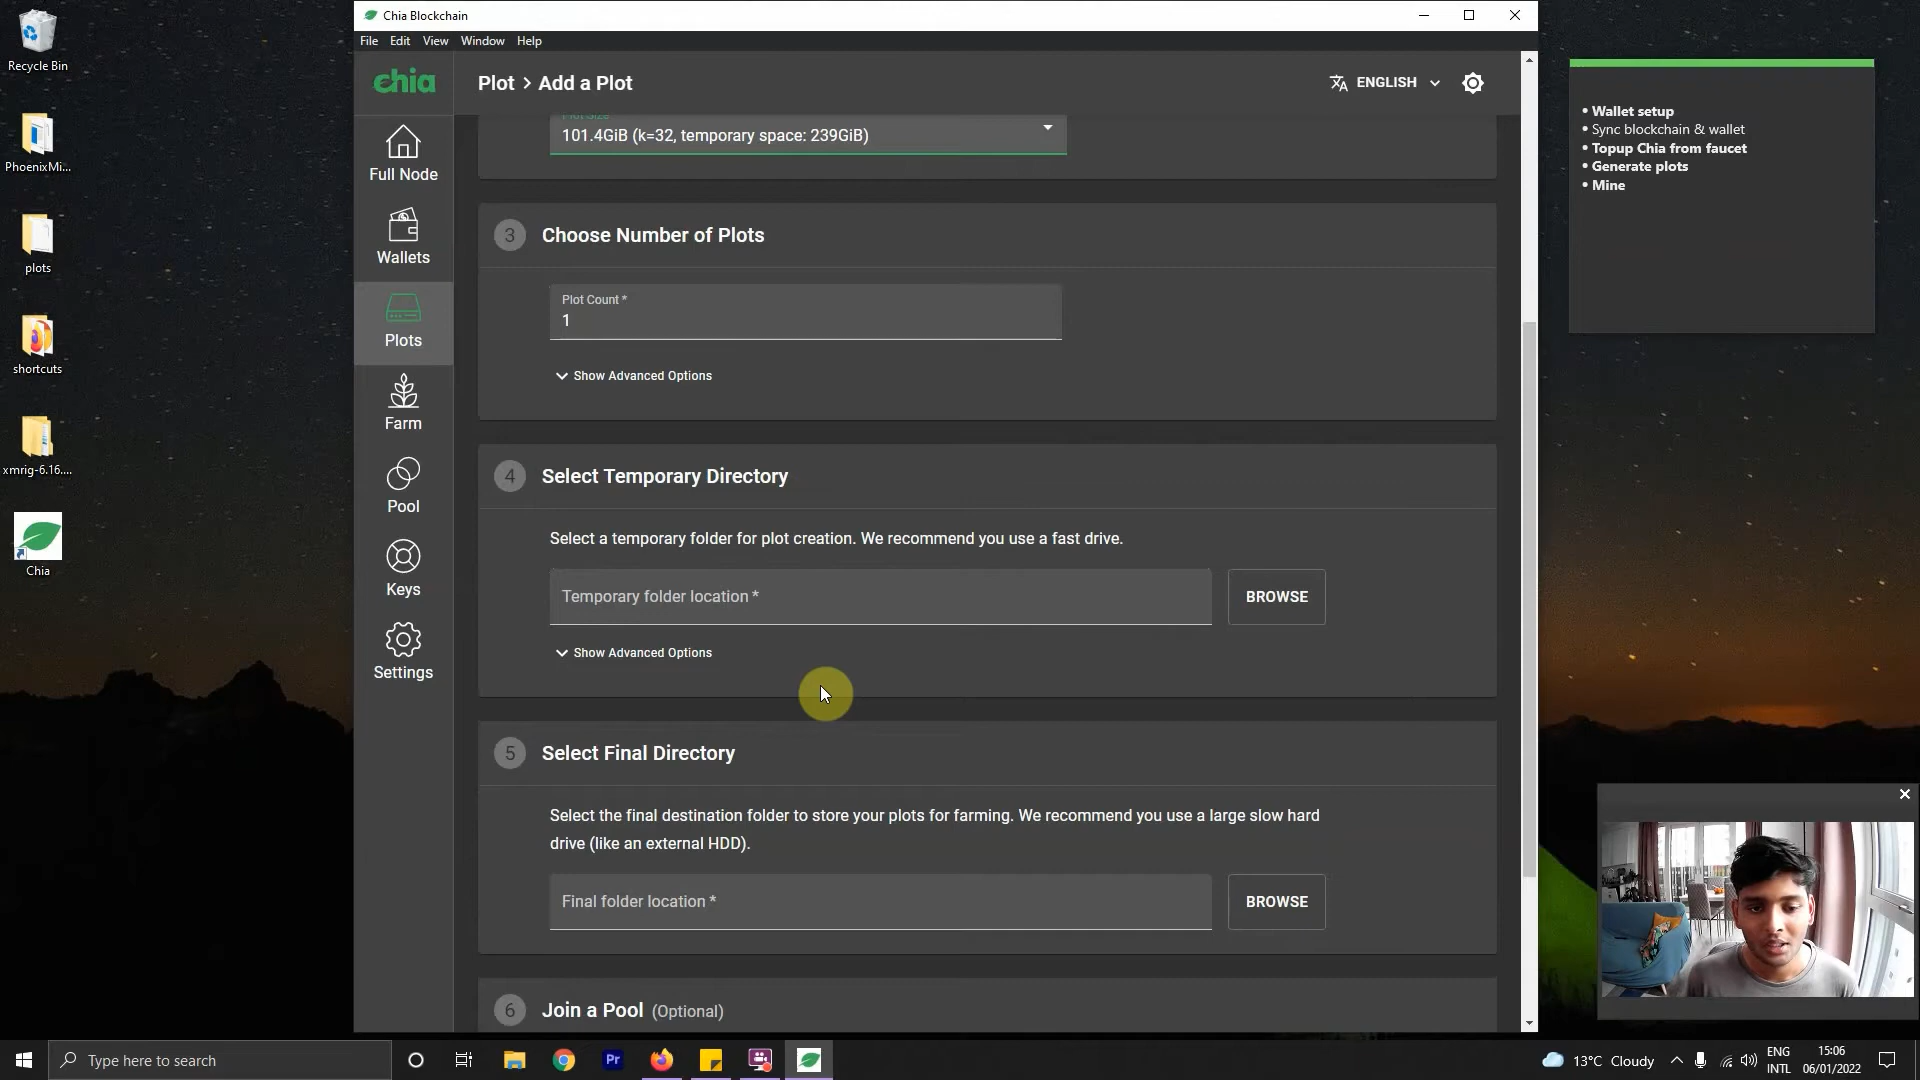 Recycle Bin
PhoenixMi...
plots
shortcuts
xmrig-6.16....
Chia
Chia Blockchain
File Edit View Window Help
chia
Full Node
Wallets
Plots
Farm
Pool
Keys
Settings
Plot > Add a Plot
ENGLISH
Plot Size
101.4GiB (k=32, temporary space: 239GiB)
3 Choose Number of Plots
Plot Count *
1
Show Advanced Options
4 Select Temporary Directory
Select a temporary folder for plot creation. We recommend you use a fast drive.
Temporary folder location *
BROWSE
Show Advanced Options
5 Select Final Directory
Select the final destination folder to store your plots for farming. We recommend you use a large slow hard
drive (like an external HDD).
Final folder location *
BROWSE
6 Join a Pool (Optional)
• Wallet setup
• Sync blockchain & wallet
• Topup Chia from faucet
• Generate plots
• Mine
Type here to search
Pr
13°C Cloudy
ENG
INTL
15:06
06/01/2022